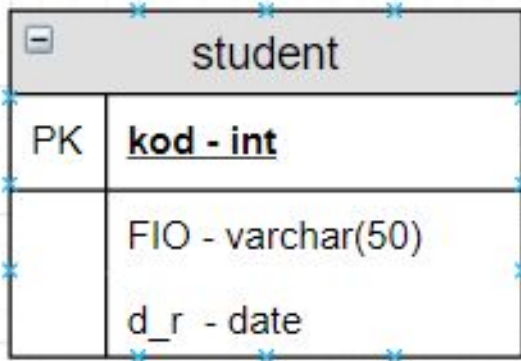 student
PK kod - int
FIO - varchar(50)
d_r - date